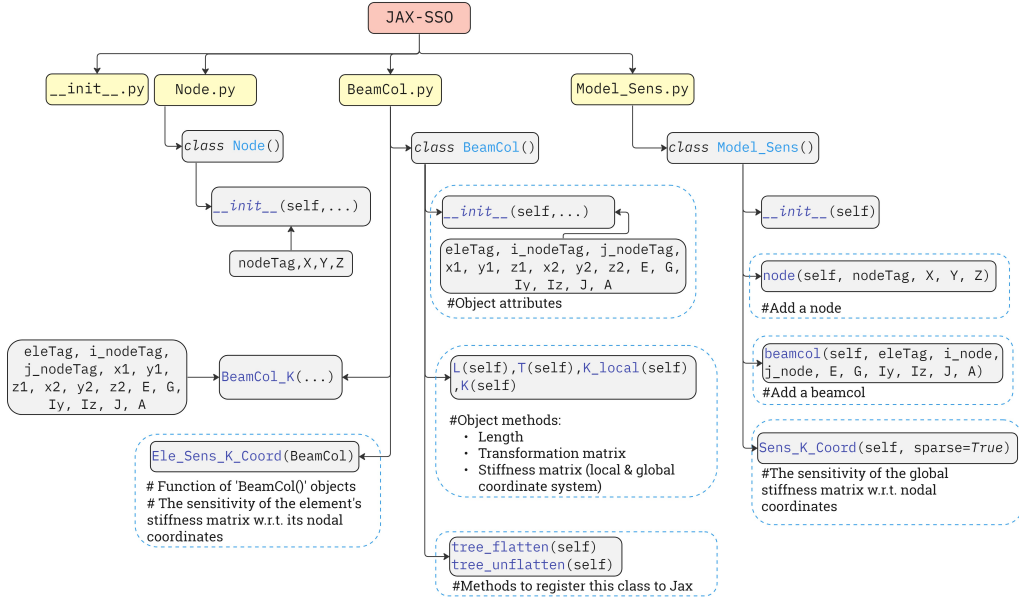 JAX-SSO
__init__.py
Node.py
BeamCol.py
Model_Sens.py
class Node()
__init__(self,...)
nodeTag,X,Y,Z
class BeamCol()
__init__(self,...)
eleTag, i_nodeTag, j_nodeTag,
x1, y1, z1, x2, y2, z2, E, G,
Iy, Iz, J, A
#Object attributes
class Model_Sens()
__init__(self)
node(self, nodeTag, X, Y, Z)
#Add a node
eleTag, i_nodeTag,
j_nodeTag, x1, y1,
z1, x2, y2, z2, E, G,
Iy, Iz, J, A
BeamCol_K(...)
L(self),T(self),K_local(self)
,K(self)
#Object methods:
• Length
• Transformation matrix
• Stiffness matrix (local & global
coordinate system)
beamcol(self, eleTag, i_node,
j_node, E, G, Iy, Iz, J, A)
#Add a beamcol
Ele_Sens_K_Coord(BeamCol)
# Function of 'BeamCol()' objects
# The sensitivity of the element's
stiffness matrix w.r.t. its nodal
coordinates
Sens_K_Coord(self, sparse=True)
#The sensitivity of the global
stiffness matrix w.r.t. nodal
coordinates
tree_flatten(self)
tree_unflatten(self)
#Methods to register this class to Jax